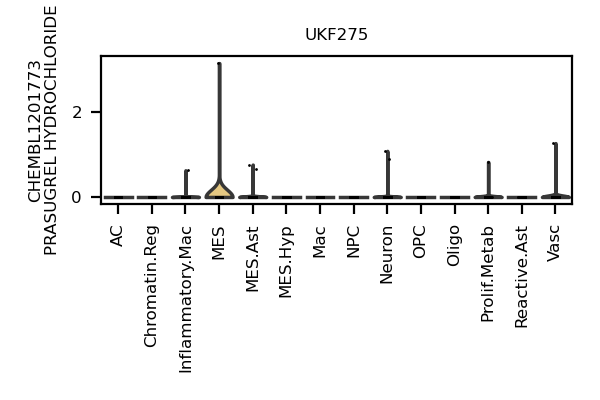 UKF275
CHEMBL1201773
PRASUGREL HYDROCHLORIDE
2
0
AC
Chromatin.Reg
Inflammatory.Mac
MES
MES.Ast
MES.Hyp
Mac
NPC
Neuron
OPC
Oligo
Prolif.Metab
Reactive.Ast
Vasc